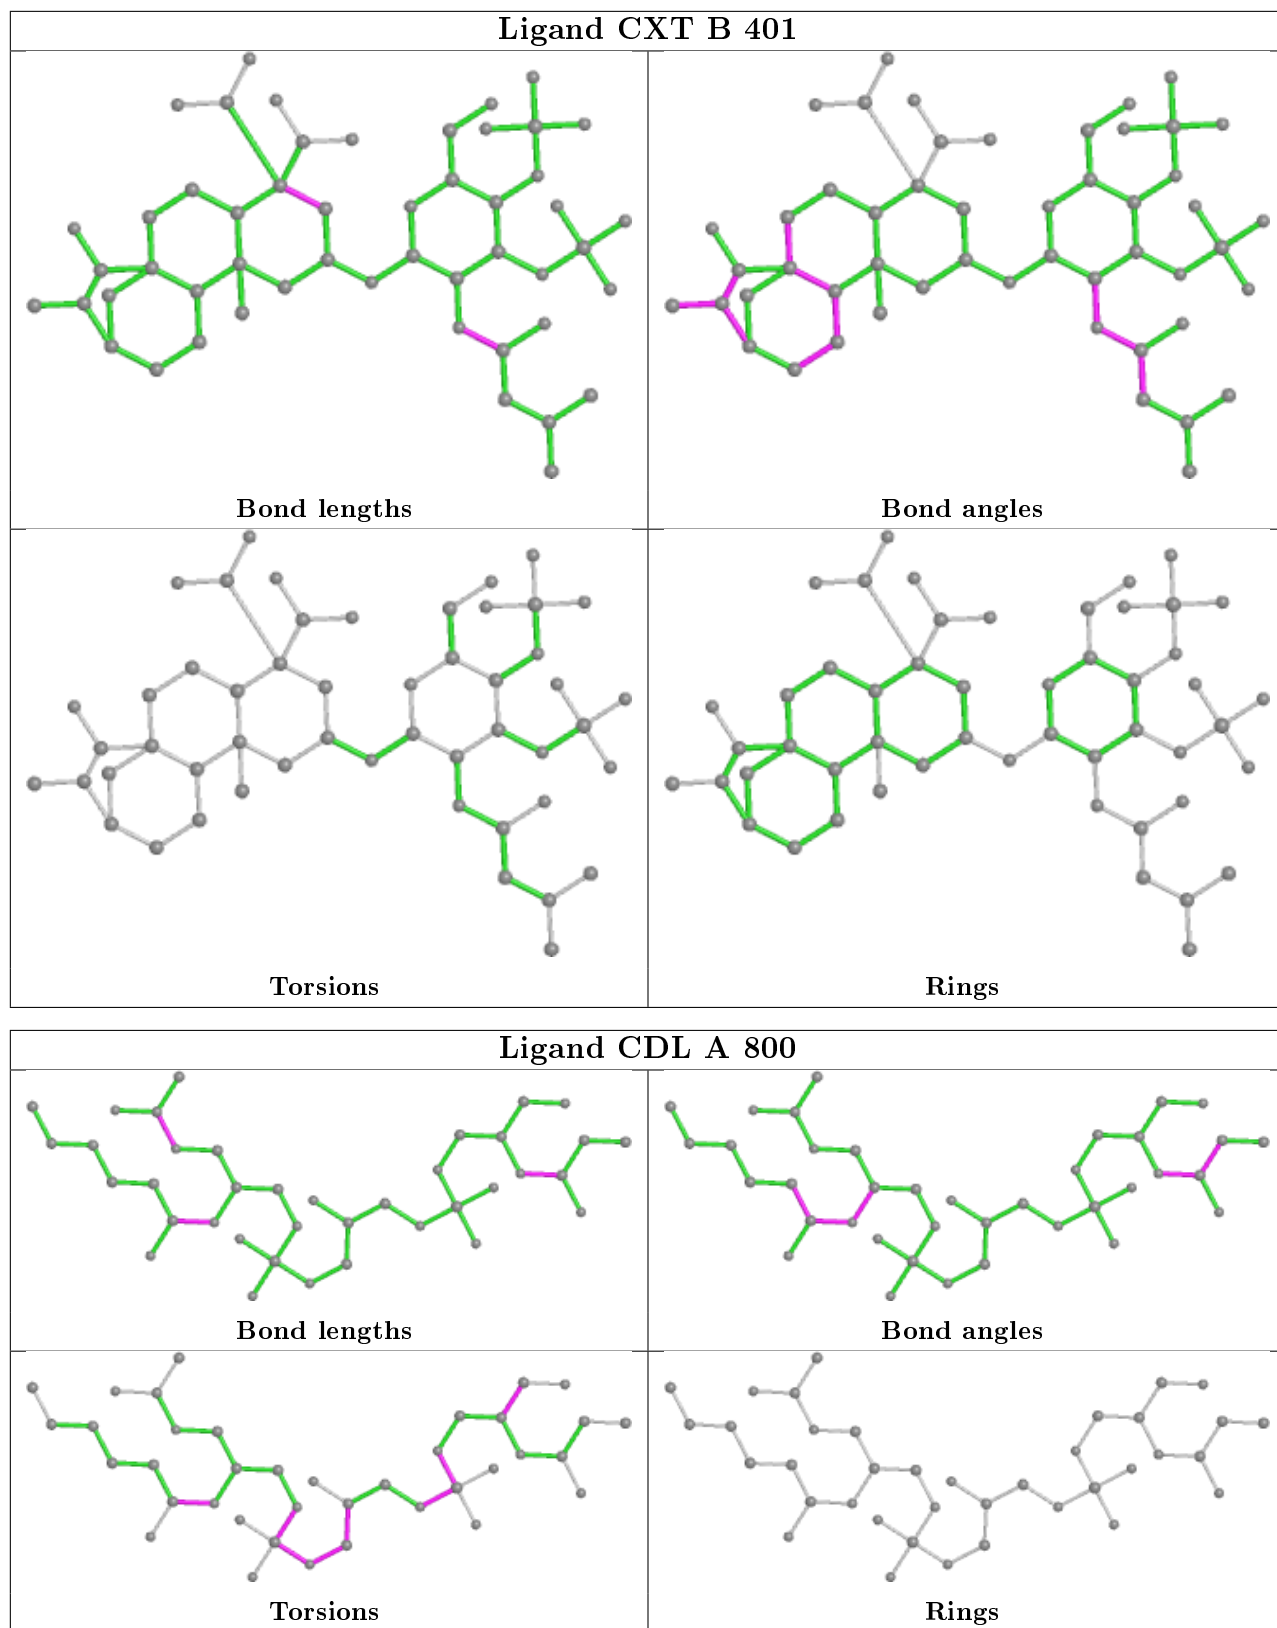 Ligand CXT B 401
Bond lengths
Bond angles
Torsions
Rings
Ligand CDL A 800
Bond lengths
Bond angles
Torsions
Rings